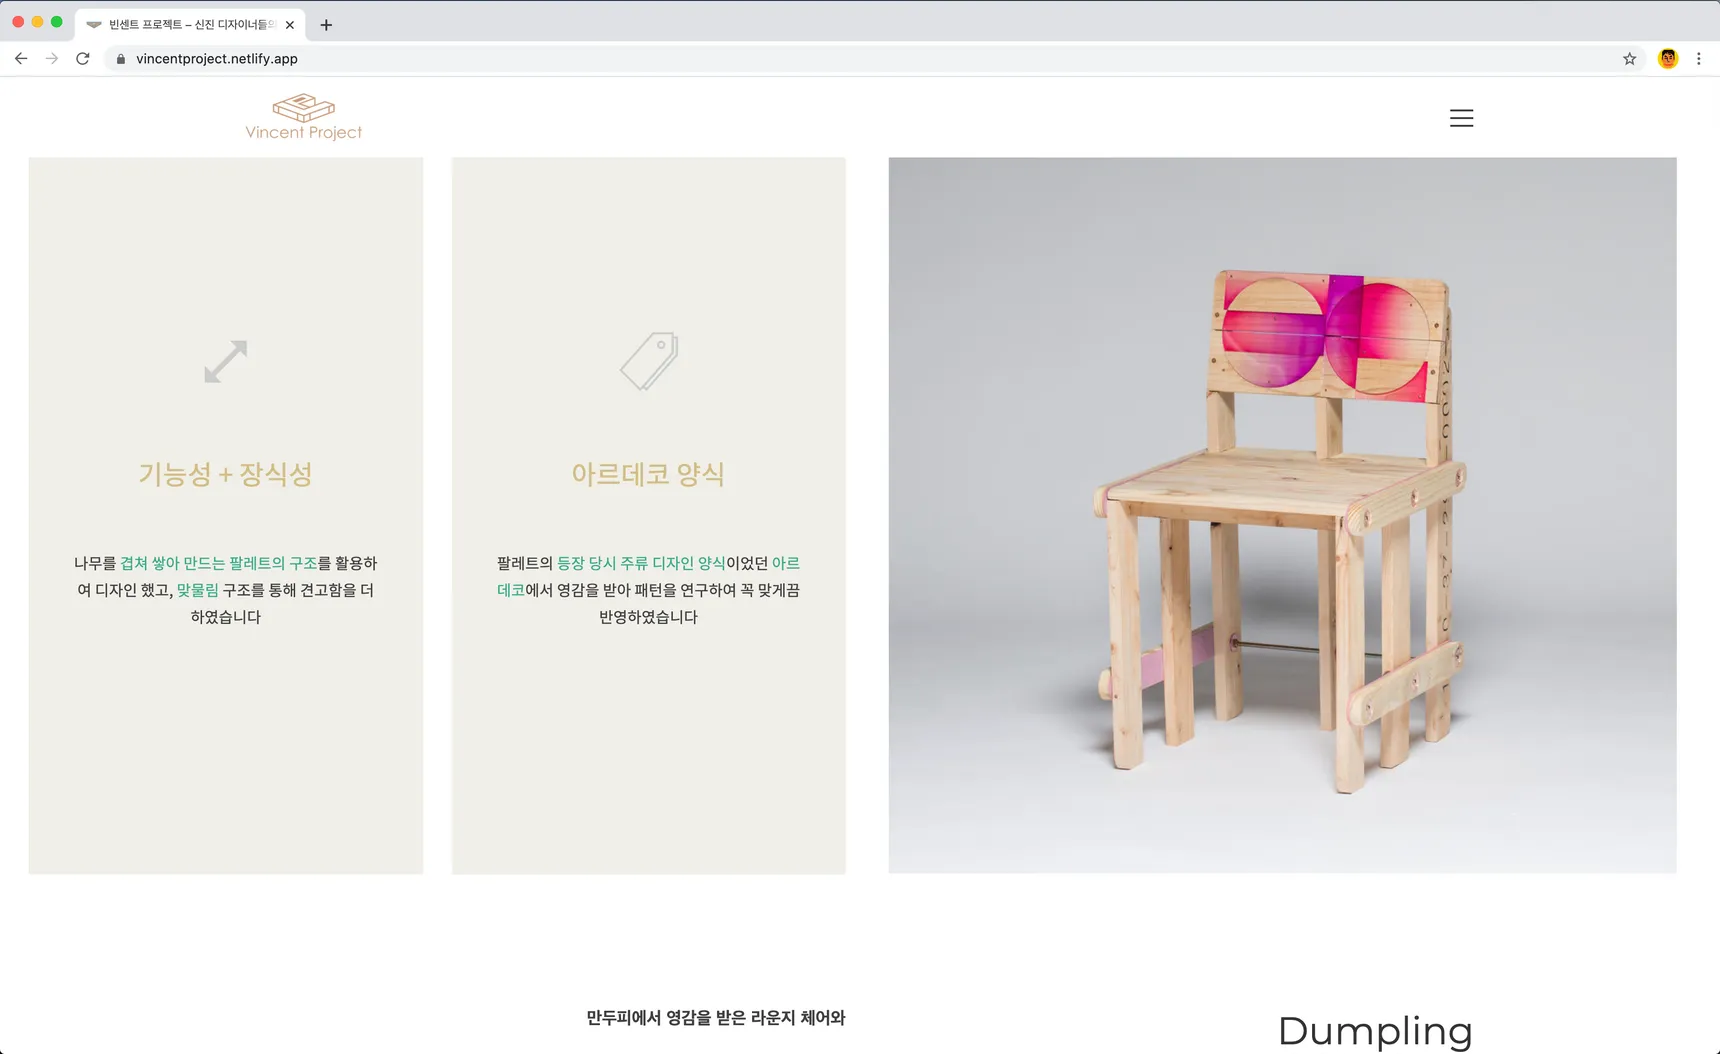 빈센트 프로젝트 – 신진 디자이너들의
vincentproject.netlify.app
Vincent Project
기능성 + 장식성
나무를 겹쳐 쌓아 만드는 팔레트의 구조를 활용하
여 디자인 했고, 맞물림 구조를 통해 견고함을 더
하였습니다
아르데코 양식
팔레트의 등장 당시 주류 디자인 양식이었던 아르
데코에서 영감을 받아 패턴을 연구하여 꼭 맞게끔
반영하였습니다
만두피에서 영감을 받은 라운지 체어와
Dumpling